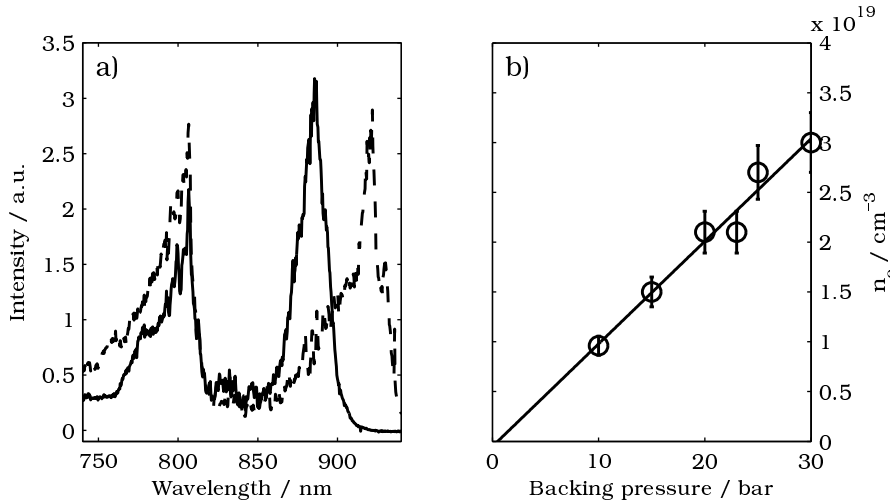 a)
3.5
3
2.5
2
1.5
1
0.5
0
750 800 850 900
Wavelength / nm
Intensity / a.u.
b)
x 10^19
4
3.5
3
2.5
2
1.5
1
0.5
0
0 10 20 30
Backing pressure / bar
n_e / cm^−3